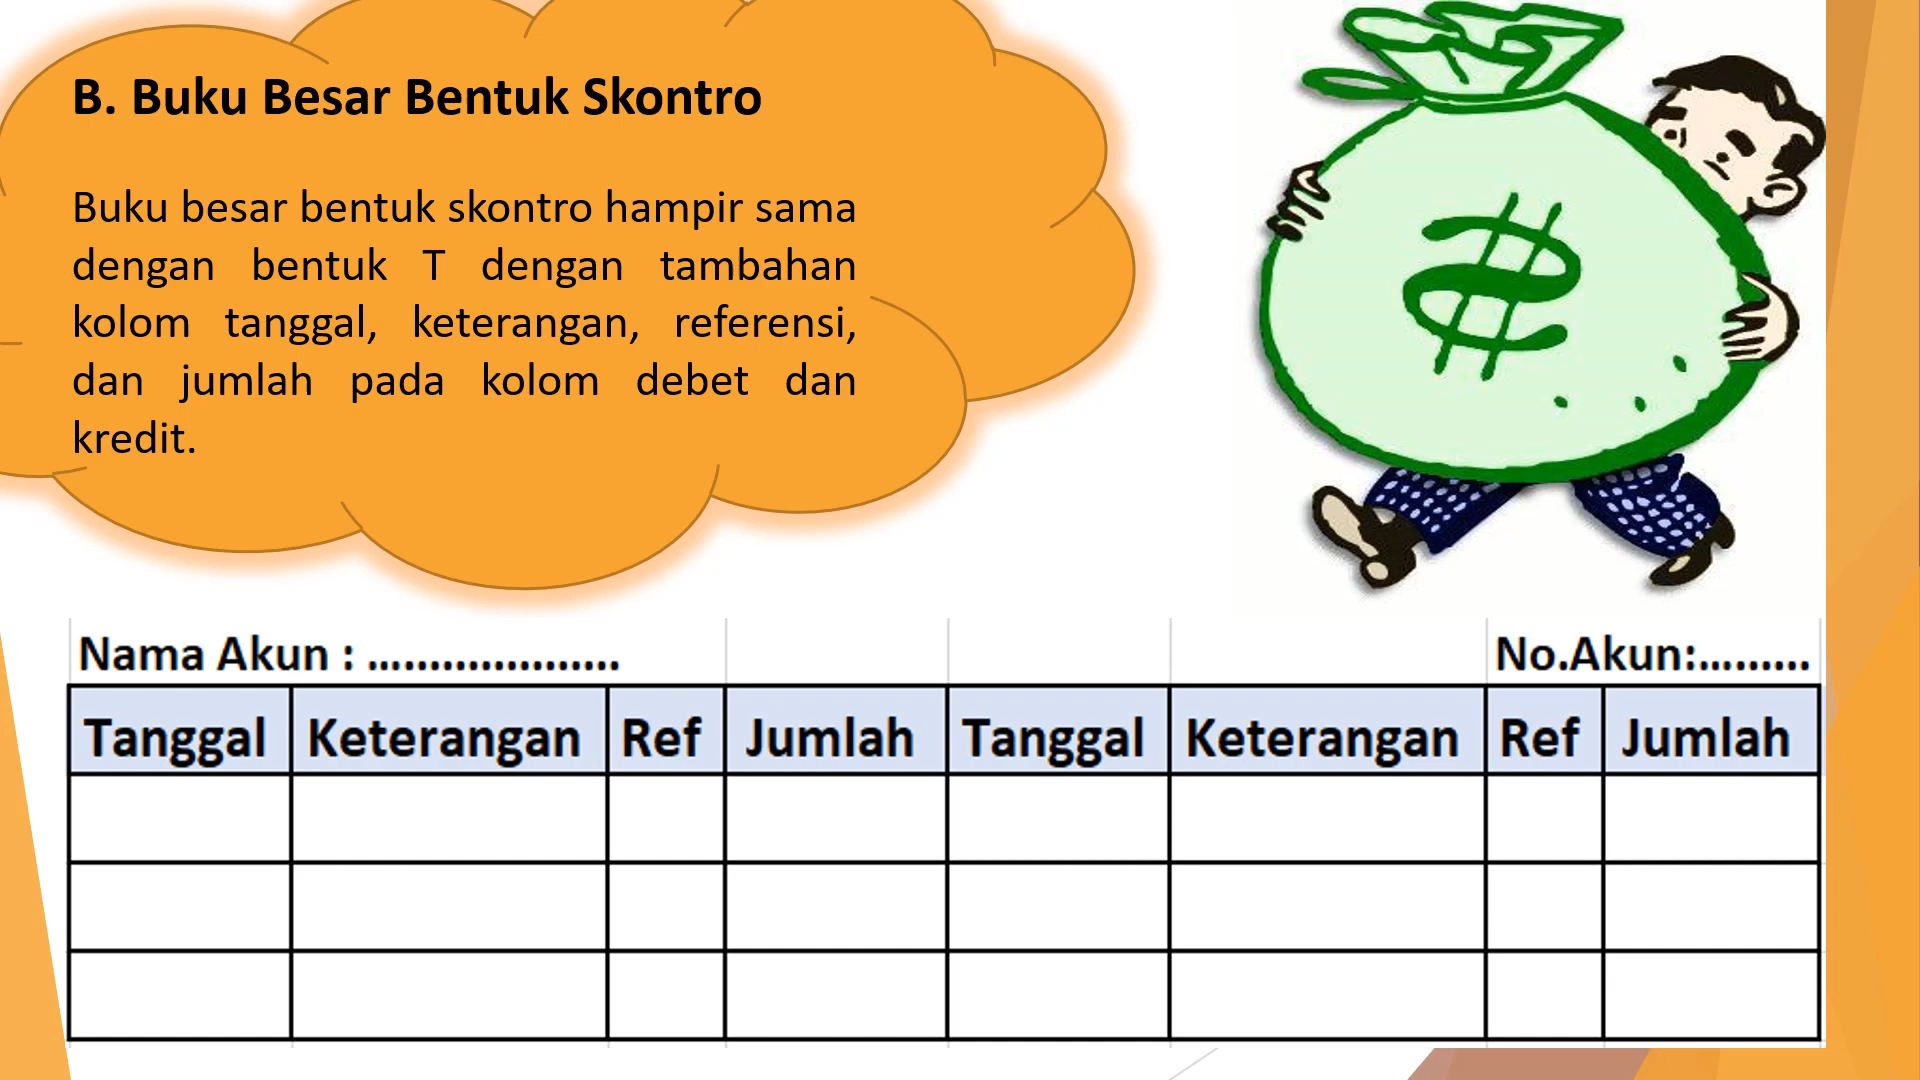 B. Buku Besar Bentuk Skontro
Buku besar bentuk skontro hampir sama
dengan bentuk T dengan tambahan
kolom tanggal, keterangan, referensi,
dan jumlah pada kolom debet dan
kredit.
Nama Akun : .................... No.Akun:.........
Tanggal Keterangan Ref Jumlah Tanggal Keterangan Ref Jumlah